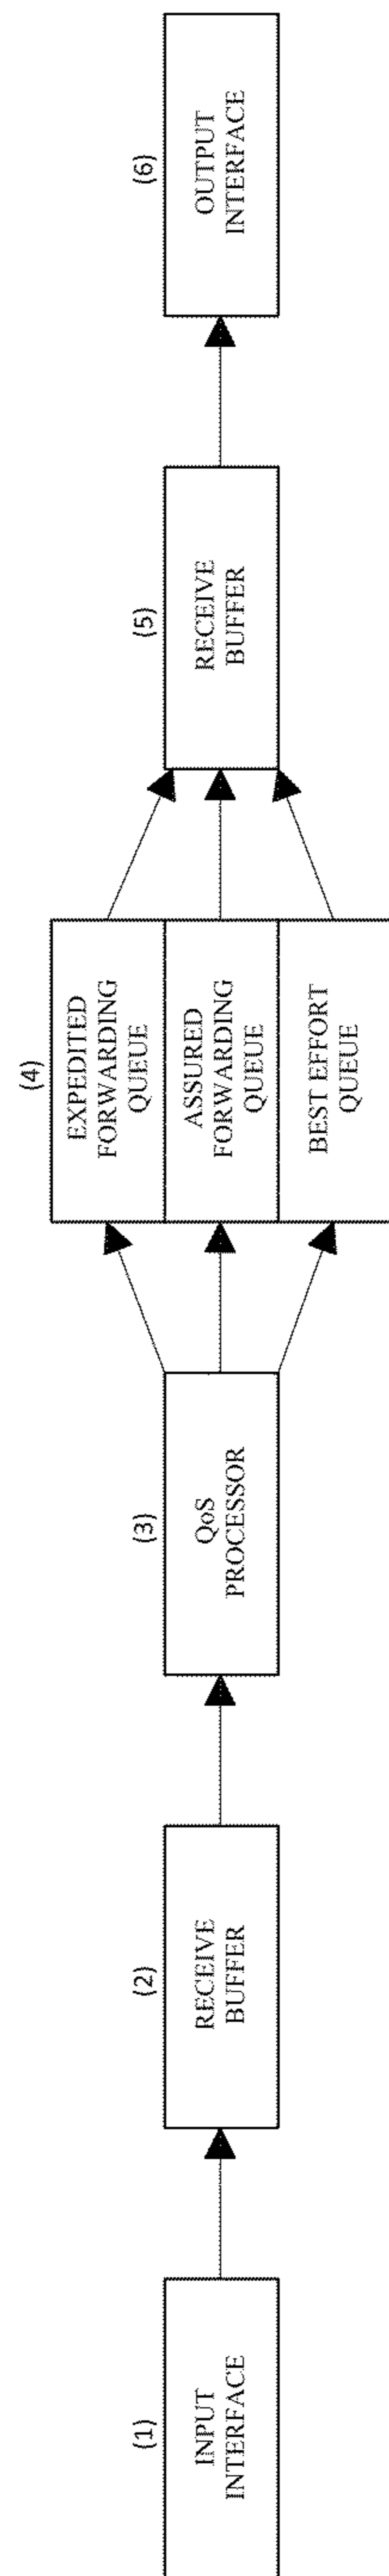 (1)
INPUT
INTERFACE
(2)
RECEIVE
BUFFER
(3)
QoS
PROCESSOR
(4)
EXPEDITED
FORWARDING
QUEUE
ASSURED
FORWARDING
QUEUE
BEST EFFORT
QUEUE
(5)
RECEIVE
BUFFER
(6)
OUTPUT
INTERFACE